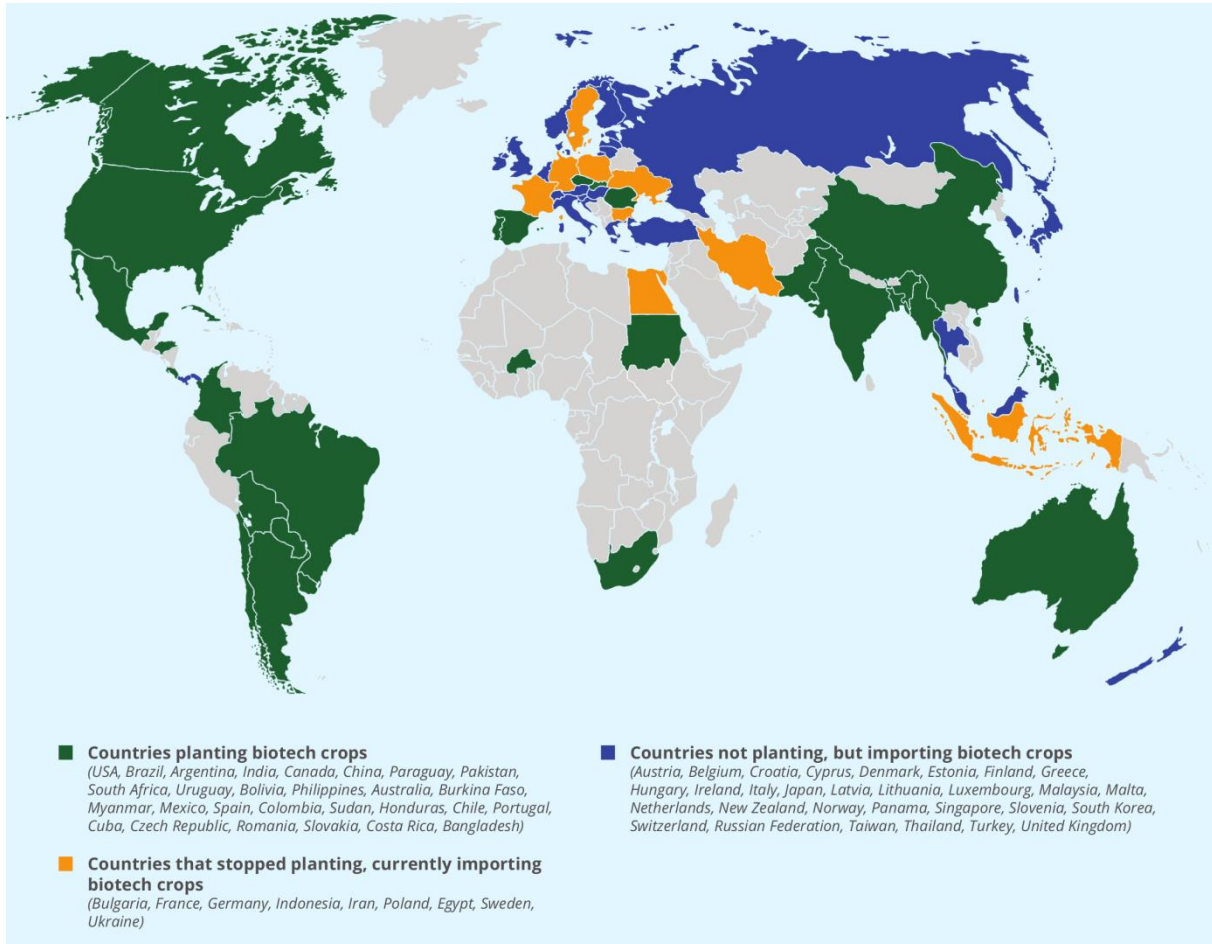 Countries planting biotech crops
(USA, Brazil, Argentina, India, Canada, China, Paraguay, Pakistan,
South Africa, Uruguay, Bolivia, Philippines, Australia, Burkina Faso,
Myanmar, Mexico, Spain, Colombia, Sudan, Honduras, Chile, Portugal,
Cuba, Czech Republic, Romania, Slovakia, Costa Rica, Bangladesh)
Countries that stopped planting, currently importing
biotech crops
(Bulgaria, France, Germany, Indonesia, Iran, Poland, Egypt, Sweden,
Ukraine)
Countries not planting, but importing biotech crops
(Austria, Belgium, Croatia, Cyprus, Denmark, Estonia, Finland, Greece,
Hungary, Ireland, Italy, Japan, Latvia, Lithuania, Luxembourg, Malaysia, Malta,
Netherlands, New Zealand, Norway, Panama, Singapore, Slovenia, South Korea,
Switzerland, Russian Federation, Taiwan, Thailand, Turkey, United Kingdom)